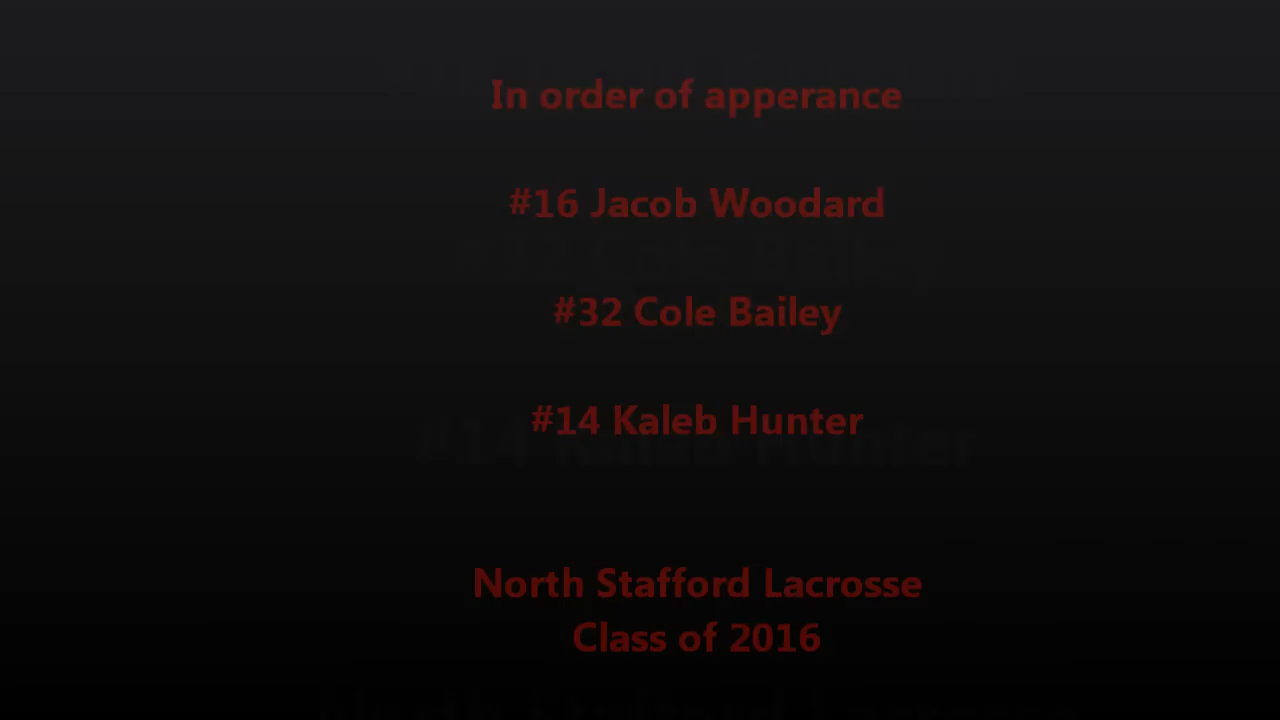 In order of apperance
#16 Jacob Woodard
#32 Cole Bailey
#14 Kaleb Hunter
North Stafford Lacrosse
Class of 2016